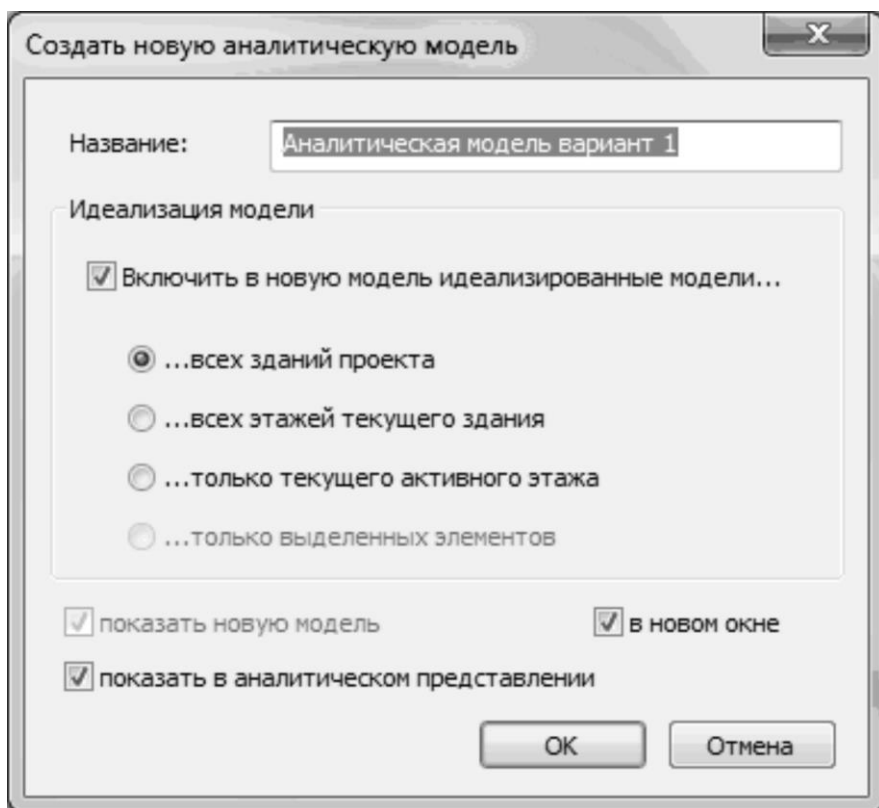 Создать новую аналитическую модель
Название: Аналитическая модель вариант 1
Идеализация модели
Включить в новую модель идеализированные модели...
...всех зданий проекта
...всех этажей текущего здания
...только текущего активного этажа
...только выделенных элементов
показать новую модель в новом окне
показать в аналитическом представлении
OK Отмена